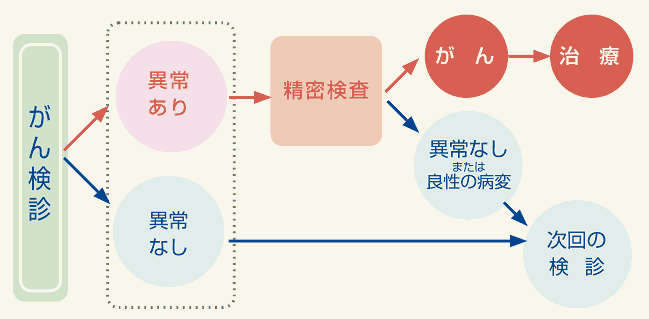 がん検診
異常
あり
異常
なし
精密検査
がん
治療
異常なし
または
良性の病変
次回の
検診